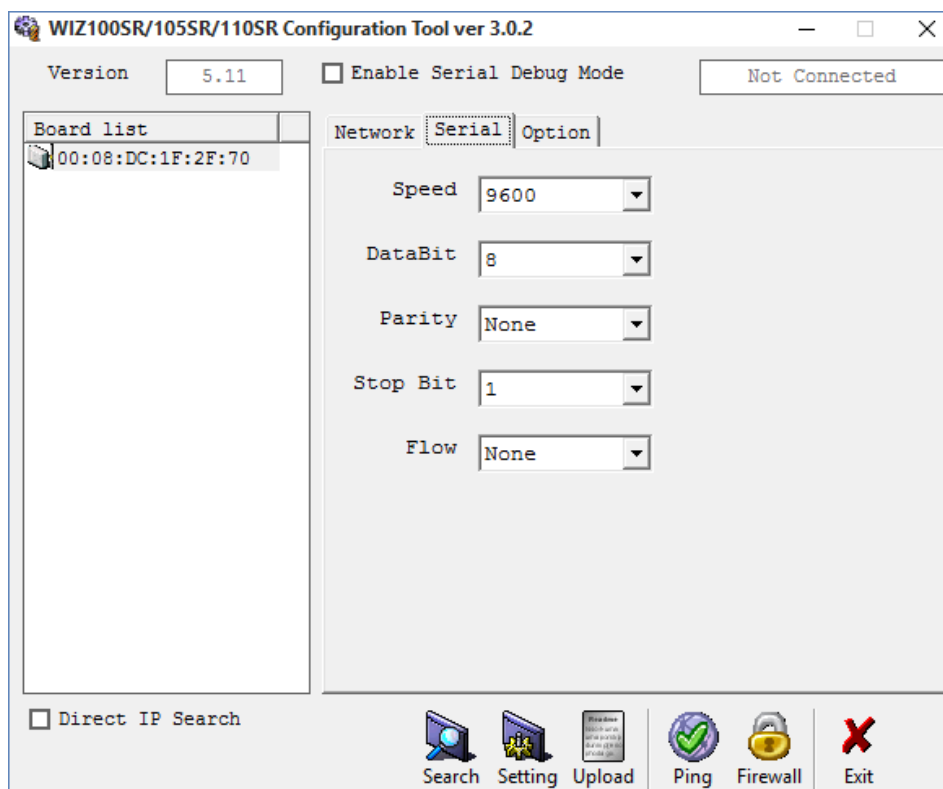 WIZ100SR/105SR/110SR Configuration Tool ver 3.0.2
Version 5.11 Enable Serial Debug Mode Not Connected
Board list
00:08:DC:1F:2F:70
Network Serial Option
Speed 9600
DataBit 8
Parity None
Stop Bit 1
Flow None
Direct IP Search
Search Setting Upload Ping Firewall Exit